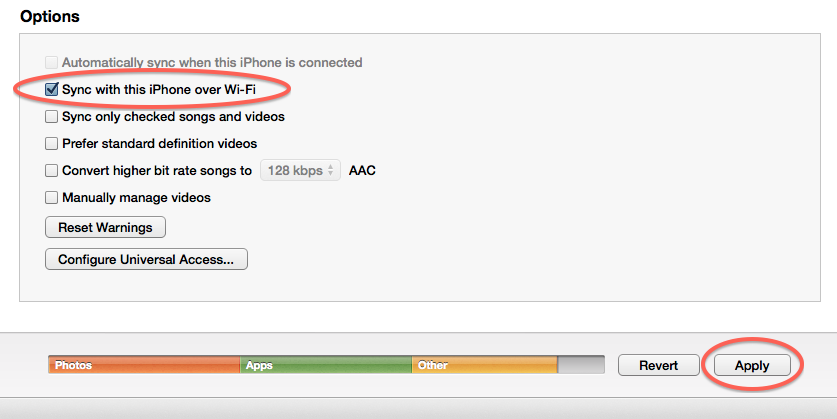 Options
Automatically sync when this iPhone is connected
Sync with this iPhone over Wi-Fi
Sync only checked songs and videos
Prefer standard definition videos
Convert higher bit rate songs to 128 kbps AAC
Manually manage videos
Reset Warnings
Configure Universal Access...
Photos Apps Other Revert Apply